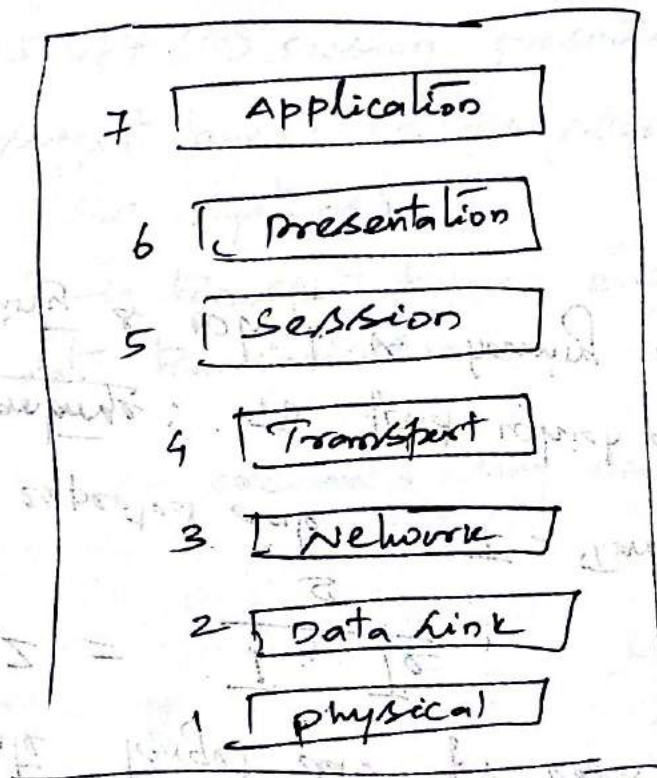 7 Application
6 presentation
5 Session
4 Transport
3 Network
2 Data Link
1 physical